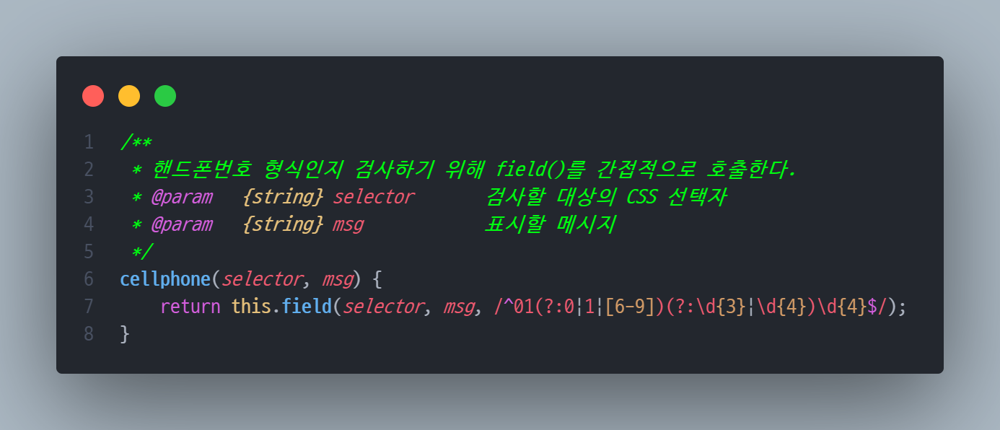 1 /**
2  * 핸드폰번호 형식인지 검사하기 위해 field()를 간접적으로 호출한다.
3  * @param   {string} selector       검사할 대상의 CSS 선택자
4  * @param   {string} msg            표시할 메시지
5  */
6 cellphone(selector, msg) {
7     return this.field(selector, msg, /^01(?:0|1|[6-9])(?:\d{3}|\d{4})\d{4}$/);
8 }